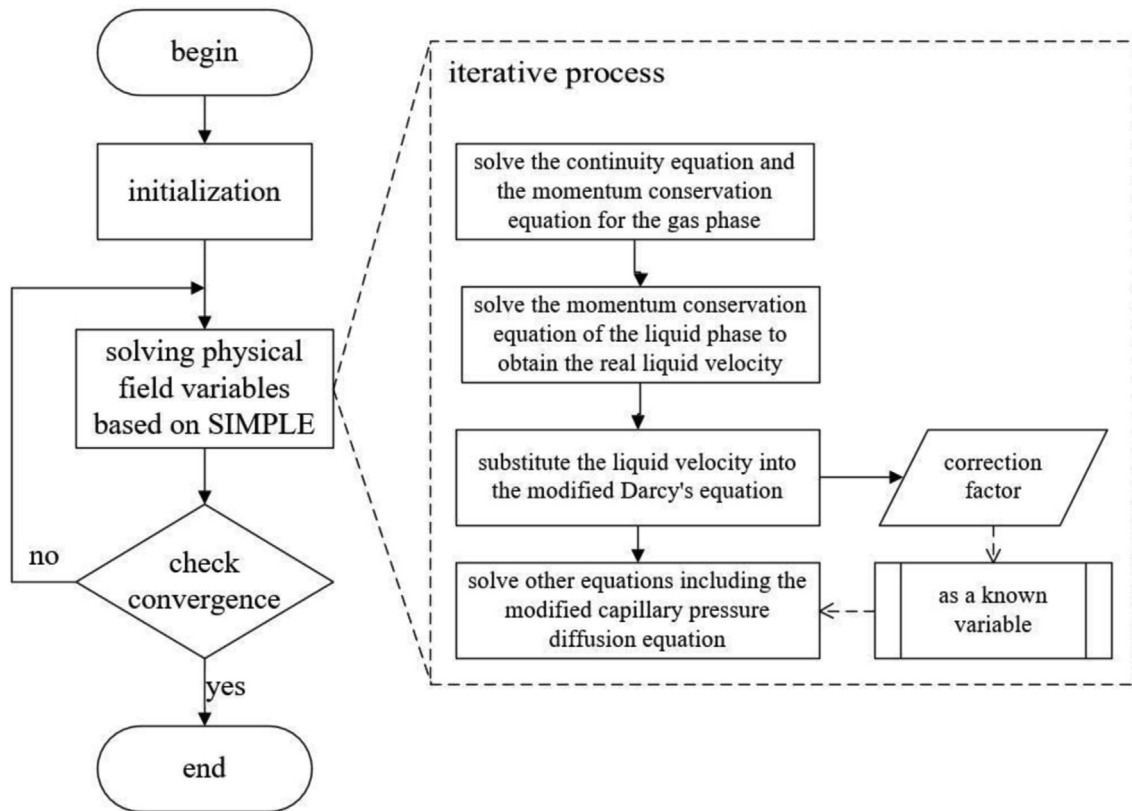 begin
initialization
solving physical
field variables
based on SIMPLE
no
check
convergence
yes
end
iterative process
solve the continuity equation and
the momentum conservation
equation for the gas phase
solve the momentum conservation
equation of the liquid phase to
obtain the real liquid velocity
substitute the liquid velocity into
the modified Darcy's equation
correction
factor
solve other equations including the
modified capillary pressure
diffusion equation
as a known
variable